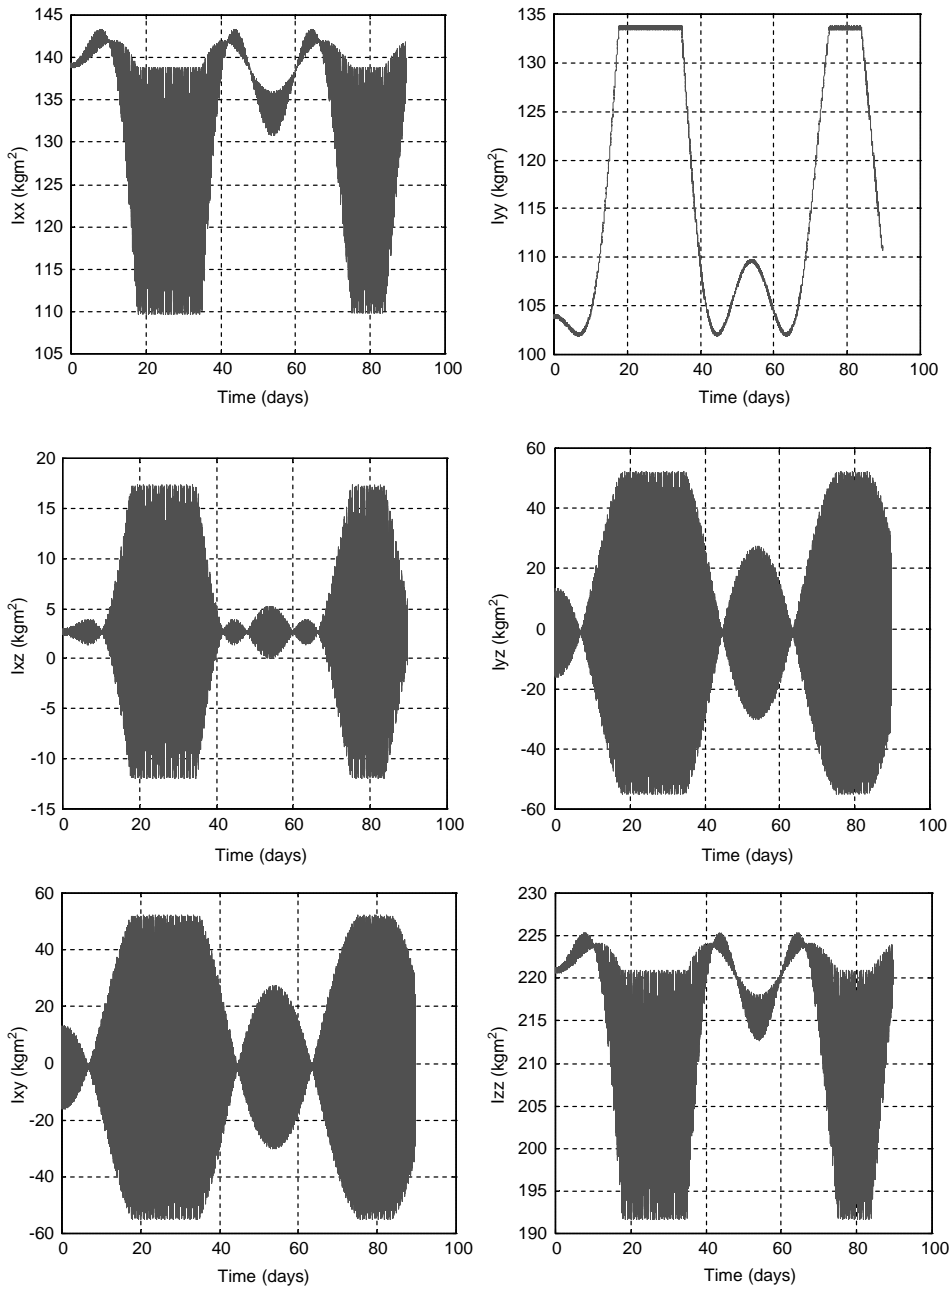 145
140
135
130
125
120
115
110
105
0 20 40 60 80 100
Ixx (kgm²)
Time (days)
135
130
125
120
115
110
105
100
0 20 40 60 80 100
Iyy (kgm²)
Time (days)
20
15
10
5
0
-5
-10
-15
0 20 40 60 80 100
Ixz (kgm²)
Time (days)
60
40
20
0
-20
-40
-60
0 20 40 60 80 100
Iyz (kgm²)
Time (days)
60
40
20
0
-20
-40
-60
0 20 40 60 80 100
Ixy (kgm²)
Time (days)
230
225
220
215
210
205
200
195
190
0 20 40 60 80 100
Izz (kgm²)
Time (days)